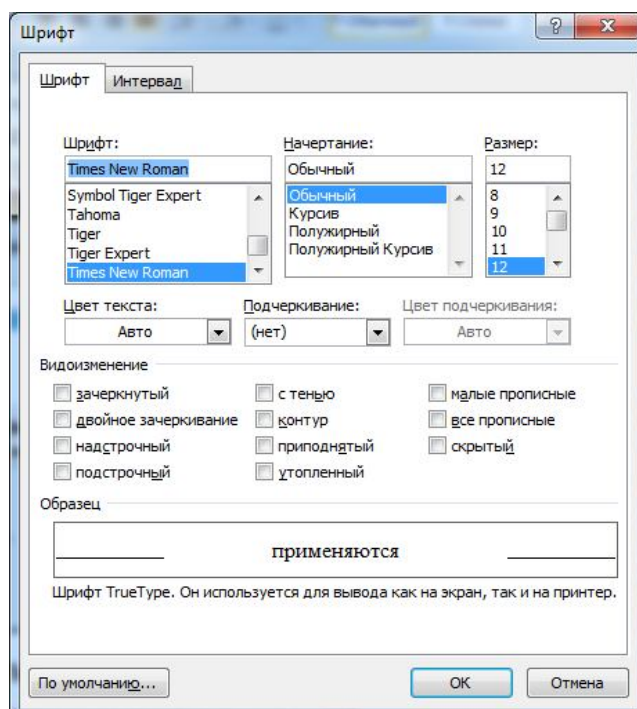 Шрифт
Шрифт Интервал
Шрифт: Начертание: Размер:
Times New Roman Обычный 12
Symbol Tiger Expert Обычный 8
Tahoma Курсив 9
Tiger Полужирный 10
Tiger Expert Полужирный Курсив 11
Times New Roman 12
Цвет текста: Подчеркивание: Цвет подчеркивания:
Авто (нет) Авто
Видоизменение
зачеркнутый с тенью малые прописные
двойное зачеркивание контур все прописные
надстрочный приподнятый скрытый
подстрочный утопленный
Образец
применяются
Шрифт TrueType. Он используется для вывода как на экран, так и на принтер.
По умолчанию... ОК Отмена